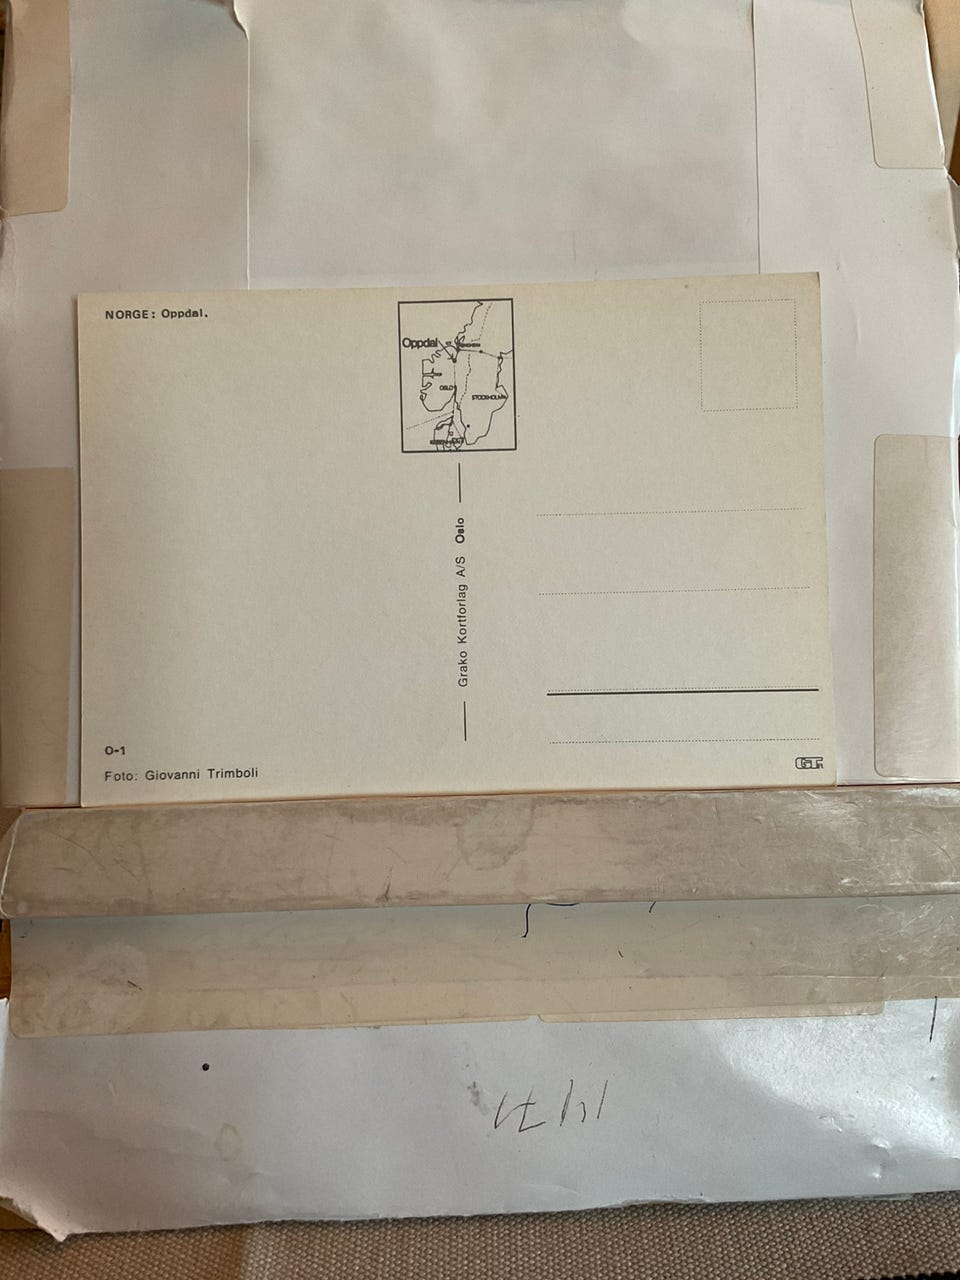 NORGE: Oppdal.
Oppdal
OSLO
STOCKHOLM
Grako Kortforlag A/S Oslo
O-1
Foto: Giovanni Trimboli